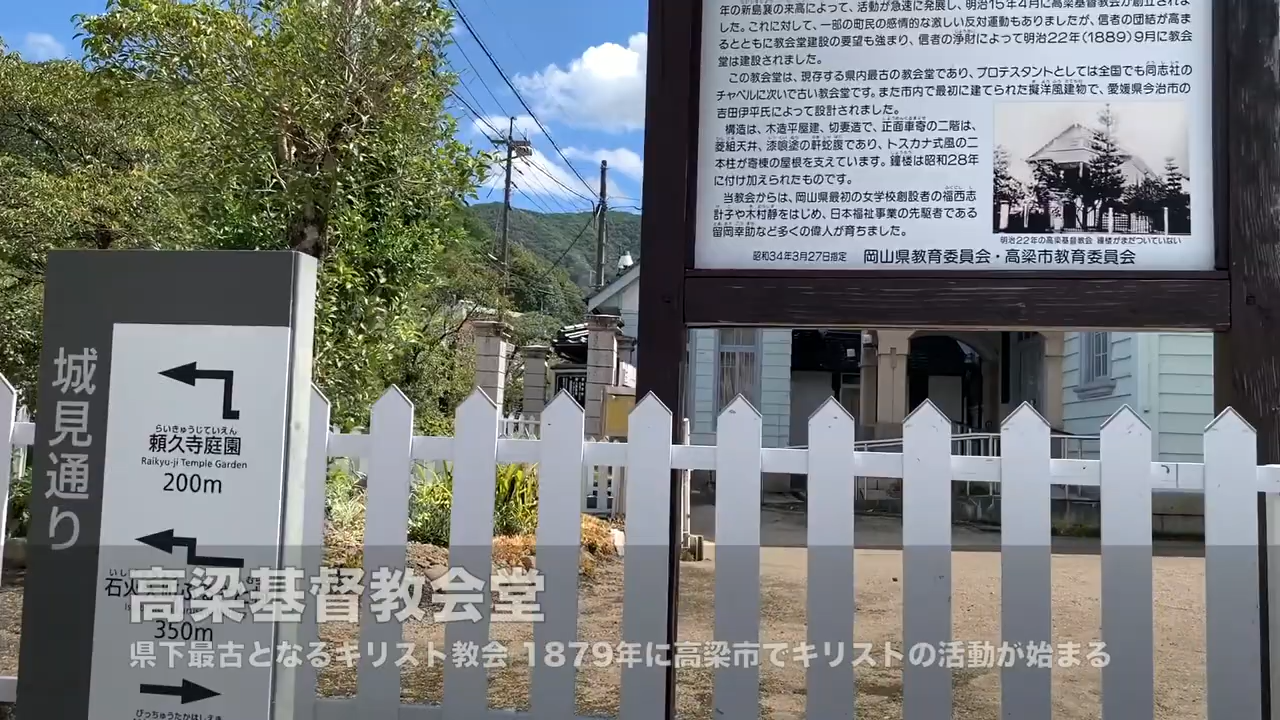 年の新島襄の来高によって、活動が急速に発展し、明治15年4月に高梁基督教会が創立されま
した。これに対して、一部の町民の感情的な激しい反対運動もありましたが、信者の団結が高ま
るとともに教会堂建設の要望も強まり、信者の浄財によって明治22年(1889)9月に教会
堂は建設されました。
この教会堂は、現存する県内最古の教会堂であり、プロテスタントとしては全国でも同志社の
チャペルに次いで古い教会堂です。また市内で最初に建てられた擬洋風建物で、愛媛県今治市の
吉田伊平氏によって設計されました。
構造は、木造平屋建、切妻造で、正面車寄の二階は、
菱組天井、漆喰塗の軒蛇腹であり、トスカナ式風の二
本柱が寄棟の屋根を支えています。鐘楼は昭和28年
に付け加えられたものです。
当教会からは、岡山県最初の女学校創設者の福西志
計子や木村静をはじめ、日本福祉事業の先駆者である
留岡幸助など多くの偉人が育ちました。
明治22年の高梁基督教会 鐘楼がまだついていない
昭和34年3月27日指定 岡山県教育委員会・高梁市教育委員会
城見通り
らいきゅうじていえん
頼久寺庭園
Raikyu-ji Temple Garden
200m
350m
びっちゅうたかはしえき
高梁基督教会堂
県下最古となるキリスト教会 1879年に高梁市でキリストの活動が始まる